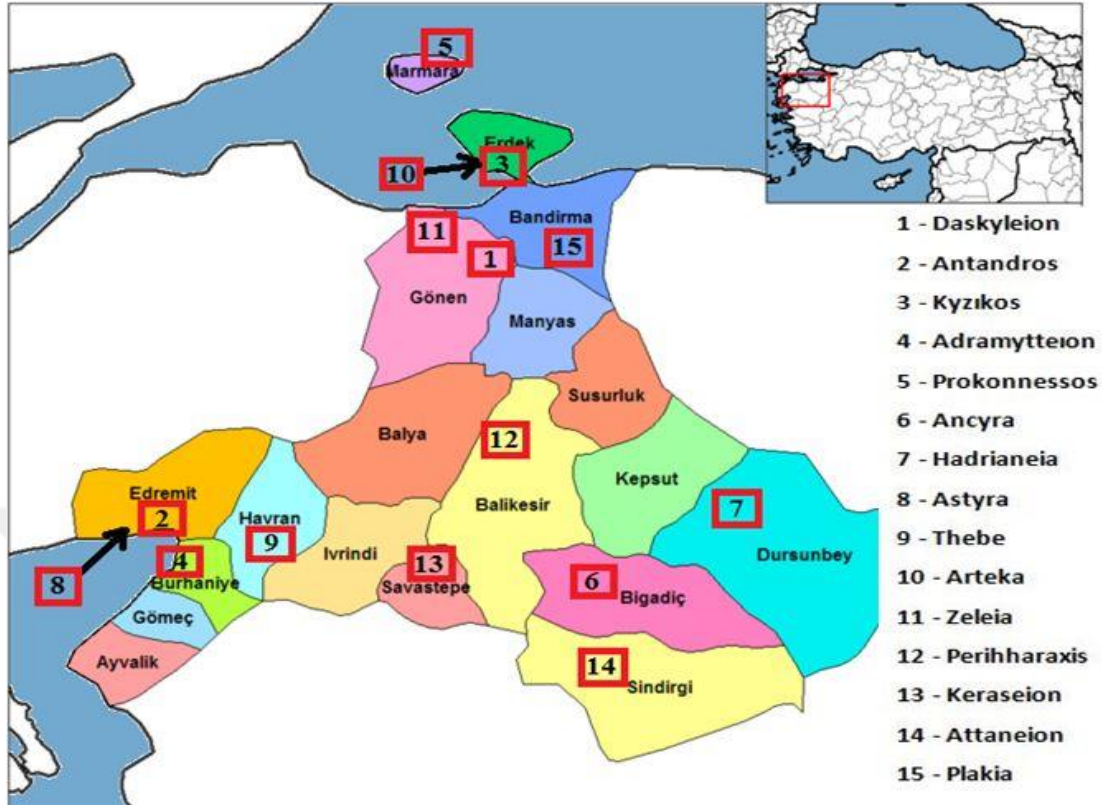 5
Marmara
Erdek
10
3
11
Bandirma
1
15
Gönen
Manyas
Susurluk
Balya
12
Kepsut
Edremit
2
Havran
9
Balikesir
7
Ivrindi
Dursunbey
8
4
Burhaniye
13
Savastepe
6
Bigadiç
Gömeç
Ayvalik
14
Sindirgi
1 - Daskyleion
2 - Antandros
3 - Kyzıkos
4 - Adramytteıon
5 - Prokonnessos
6 - Ancyra
7 - Hadrianeia
8 - Astyra
9 - Thebe
10 - Arteka
11 - Zeleia
12 - Perihharaxis
13 - Keraseion
14 - Attaneion
15 - Plakia